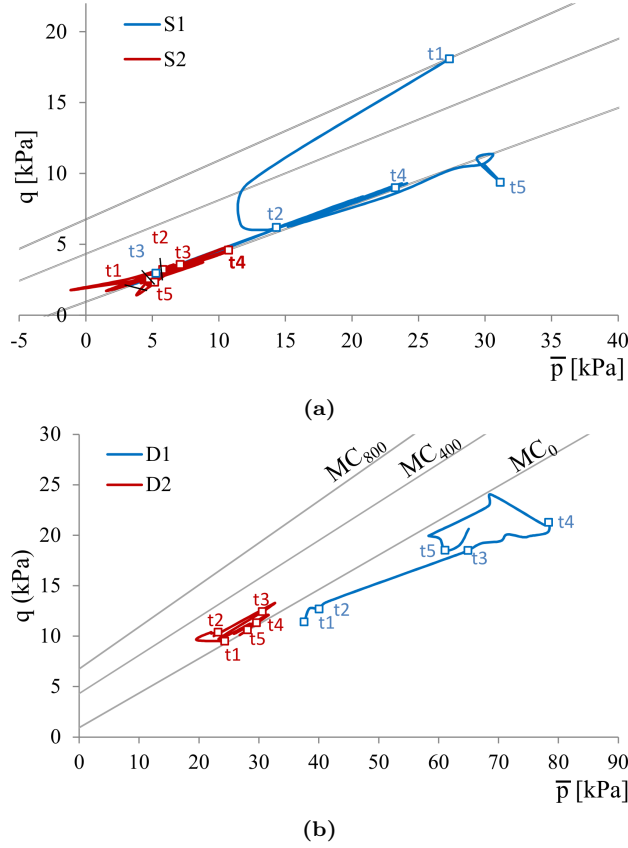 20
15
10
5
0
q [kPa]
S1
S2
t1
t2
t4
t5
t3
t2
t3
t1
t4
t5
-5 0 5 10 15 20 25 30 35 40
p̅ [kPa]
(a)
30
25
20
15
10
5
0
q (kPa)
D1
D2
MC800
MC400
MC0
t4
t5
t3
t2
t1
t3
t2
t4
t5
t1
0 10 20 30 40 50 60 70 80 90
p̅ [kPa]
(b)